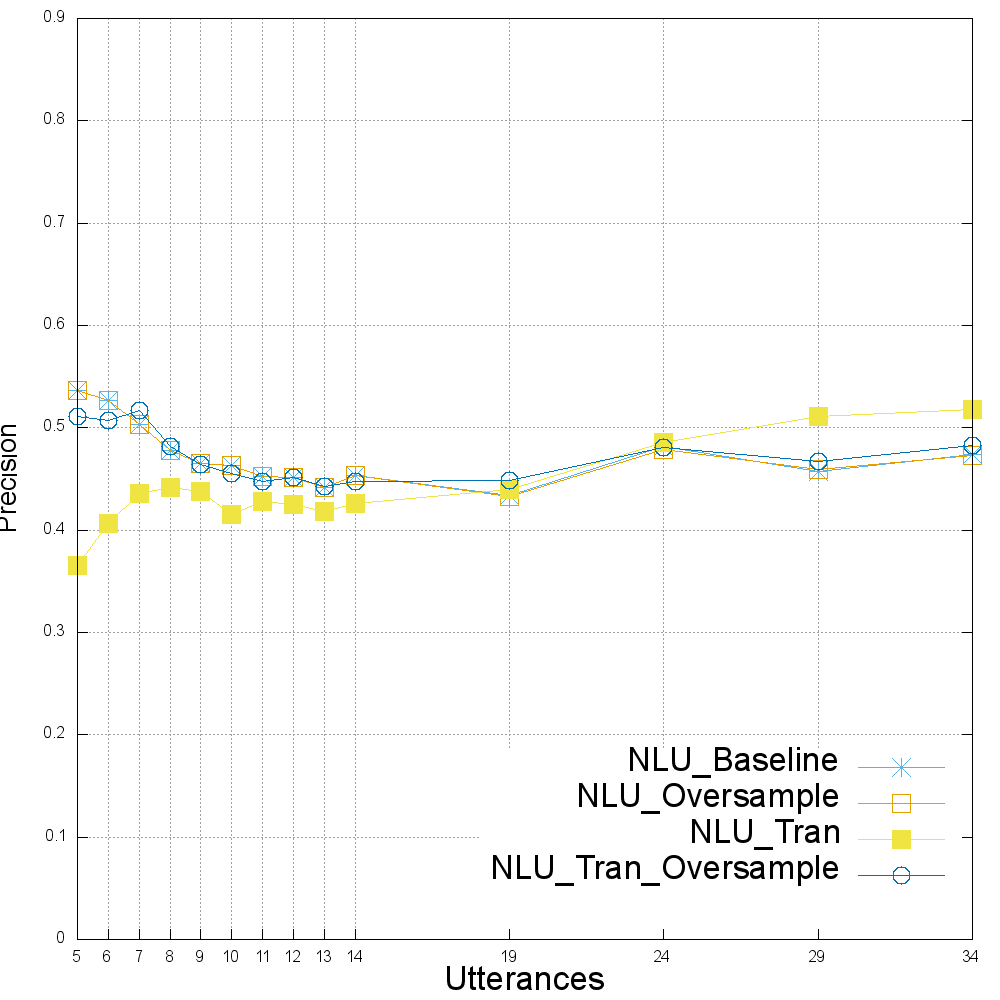 0.9
0.8
0.7
0.6
0.5
0.4
0.3
0.2
0.1
0
Precision
NLU_Baseline
NLU_Oversample
NLU_Tran
NLU_Tran_Oversample
5 6 7 8 9 10 11 12 13 14 19 24 29 34
Utterances